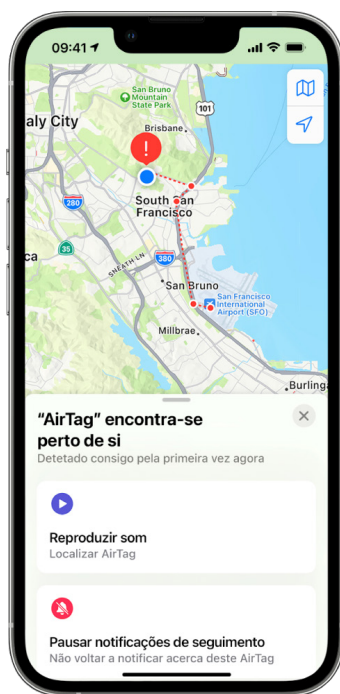 09:41
San Bruno
Mountain
State Park
101
aly City
Brisbane
!
280
South San
Francisco
35
ca
SNEATH LN
380
San Bruno
San Francisco
International
Airport (SFO)
Millbrae
Burling
“AirTag” encontra-se
perto de si
Detetado consigo pela primeira vez agora
Reproduzir som
Localizar AirTag
Pausar notificações de seguimento
Não voltar a notificar acerca deste AirTag